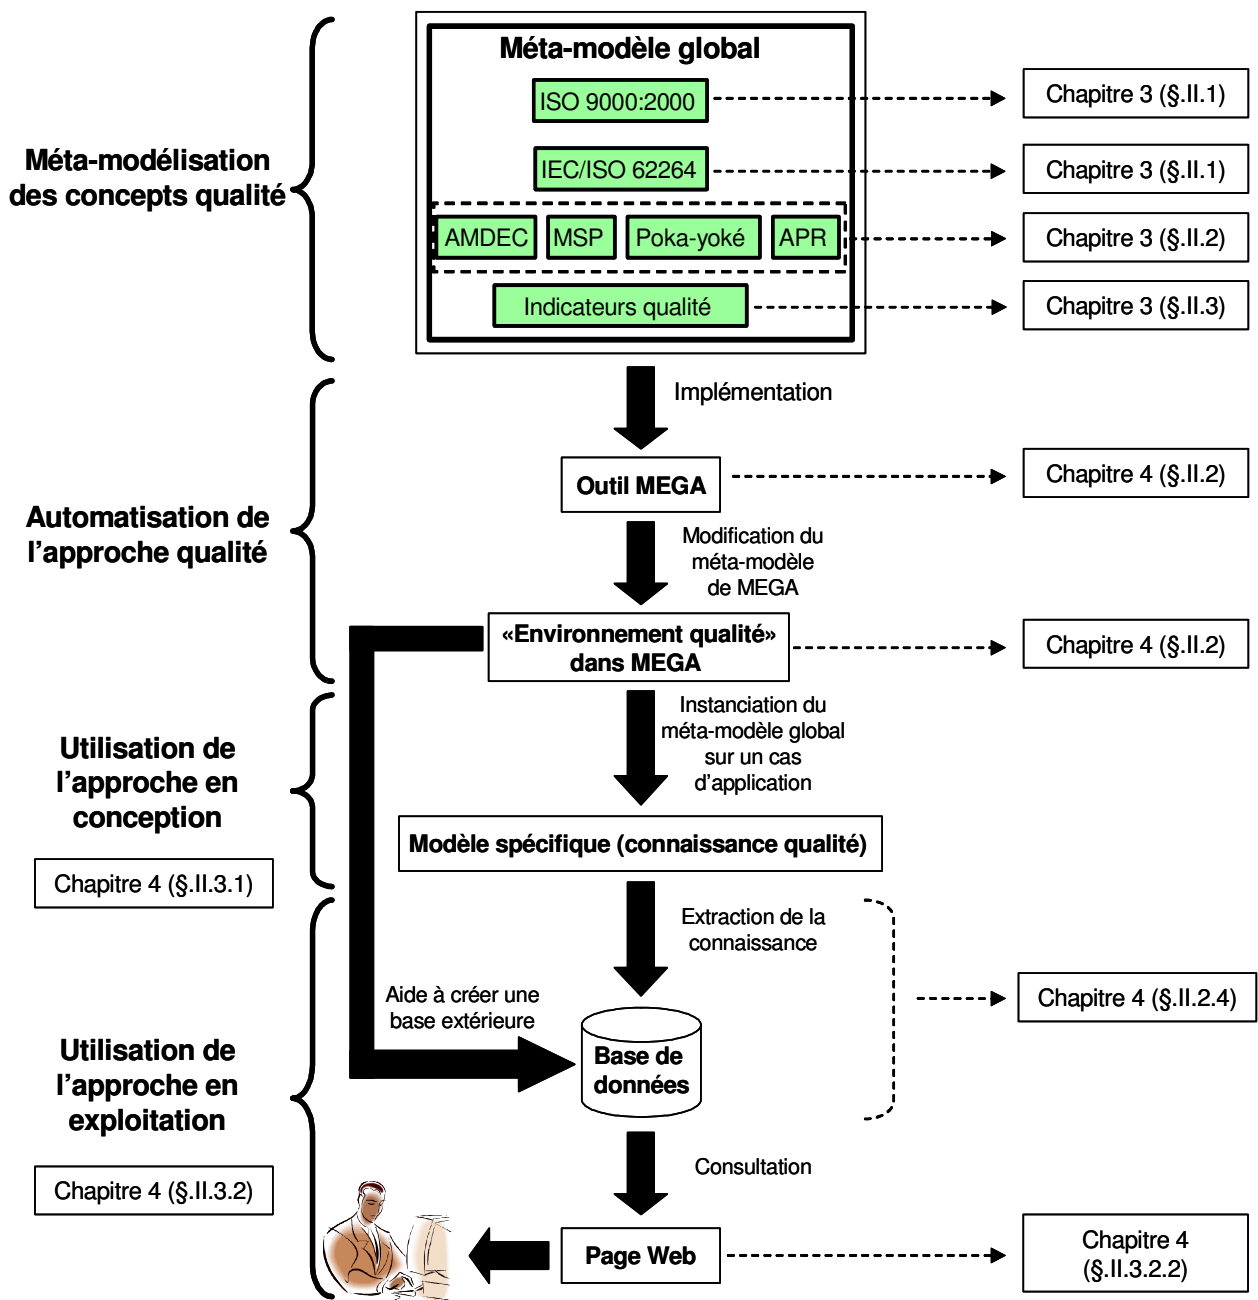 Méta-modèle global
ISO 9000:2000
Chapitre 3 (§.II.1)
Méta-modélisation
des concepts qualité
IEC/ISO 62264
Chapitre 3 (§.II.1)
AMDEC
MSP
Poka-yoké
APR
Chapitre 3 (§.II.2)
Indicateurs qualité
Chapitre 3 (§.II.3)
Implémentation
Automatisation de
l’approche qualité
Outil MEGA
Chapitre 4 (§.II.2)
Modification du
méta-modèle
de MEGA
«Environnement qualité»
dans MEGA
Chapitre 4 (§.II.2)
Utilisation de
l’approche en
conception
Chapitre 4 (§.II.3.1)
Instanciation du
méta-modèle global
sur un cas
d’application
Modèle spécifique (connaissance qualité)
Extraction de la
connaissance
Aide à créer une
base extérieure
Chapitre 4 (§.II.2.4)
Utilisation de
l’approche en
exploitation
Chapitre 4 (§.II.3.2)
Base de
données
Consultation
Page Web
Chapitre 4
(§.II.3.2.2)